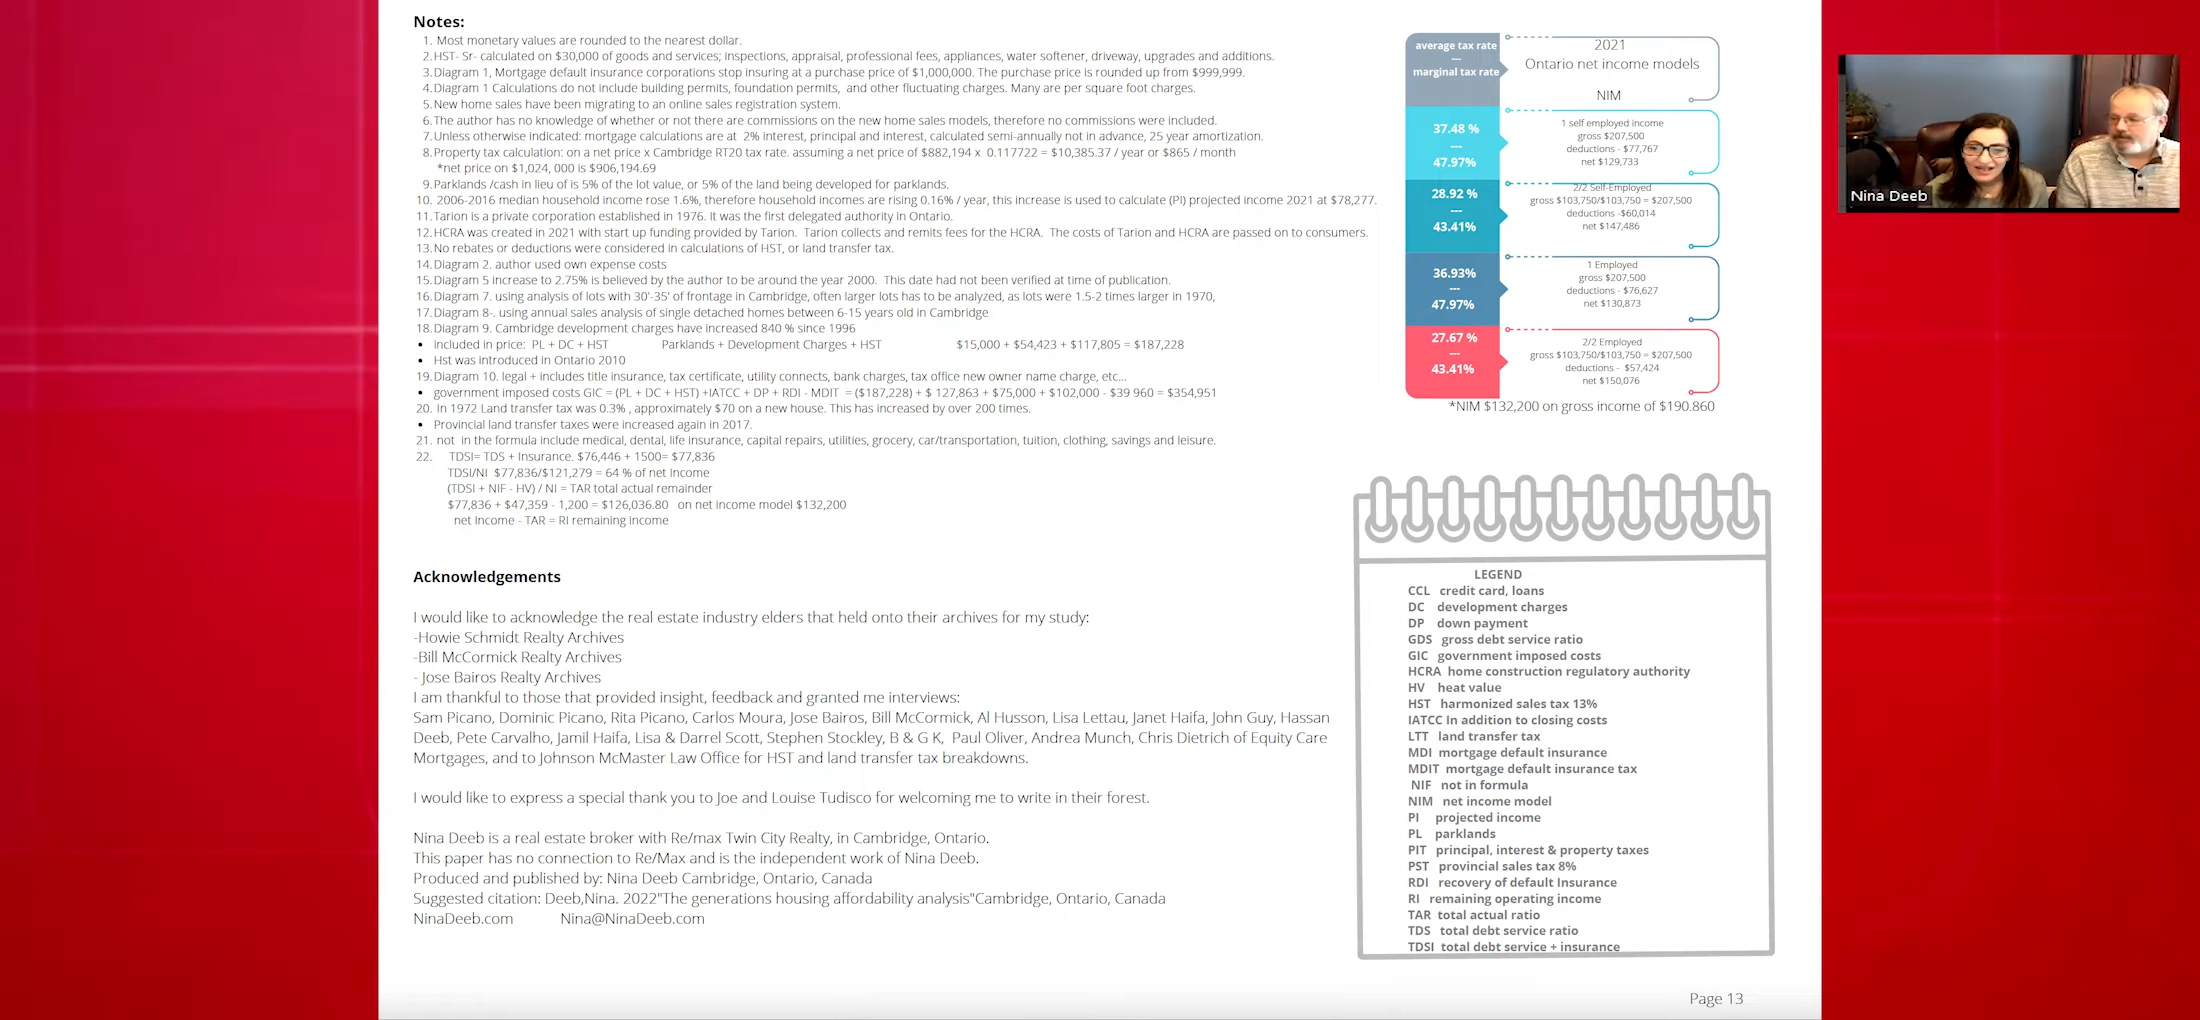 Notes:
1. Most monetary values are rounded to the nearest dollar.
2.HST- Sr- calculated on $30,000 of goods and services; inspections, appraisal, professional fees, appliances, water softener, driveway, upgrades and additions.
3.Diagram 1, Mortgage default insurance corporations stop insuring at a purchase price of $1,000,000. The purchase price is rounded up from $999,999.
4.Diagram 1 Calculations do not include building permits, foundation permits, and other fluctuating charges. Many are per square foot charges.
5.New home sales have been migrating to an online sales registration system.
6.The author has no knowledge of whether or not there are commissions on the new home sales models, therefore no commissions were included.
7.Unless otherwise indicated: mortgage calculations are at 2% interest, principal and interest, calculated semi-annually not in advance, 25 year amortization.
8.Property tax calculation: on a net price x Cambridge RT20 tax rate. assuming a net price of $882,194 x 0.117722 = $10,385.37 / year or $865 / month
*net price on $1,024, 000 is $906,194.69
9.Parklands /cash in lieu of is 5% of the lot value, or 5% of the land being developed for parklands.
10. 2006-2016 median household income rose 1.6%, therefore household incomes are rising 0.16% / year, this increase is used to calculate (PI) projected income 2021 at $78,277.
11.Tarion is a private corporation established in 1976. It was the first delegated authority in Ontario.
12.HCRA was created in 2021 with start up funding provided by Tarion. Tarion collects and remits fees for the HCRA. The costs of Tarion and HCRA are passed on to consumers.
13.No rebates or deductions were considered in calculations of HST, or land transfer tax.
14.Diagram 2. author used own expense costs
15.Diagram 5 increase to 2.75% is believed by the author to be around the year 2000. This date had not been verified at time of publication.
16.Diagram 7. using analysis of lots with 30'-35' of frontage in Cambridge, often larger lots has to be analyzed, as lots were 1.5-2 times larger in 1970,
17.Diagram 8-. using annual sales analysis of single detached homes between 6-15 years old in Cambridge
18.Diagram 9. Cambridge development charges have increased 840 % since 1996
• included in price: PL + DC + HST Parklands + Development Charges + HST $15,000 + $54,423 + $117,805 = $187,228
• Hst was introduced in Ontario 2010
19.Diagram 10. legal + includes title insurance, tax certificate, utility connects, bank charges, tax office new owner name charge, etc...
• government imposed costs GIC = (PL + DC + HST) +IATCC + DP + RDI - MDIT = ($187,228) + $ 127,863 + $75,000 + $102,000 - $39 960 = $354,951
20. In 1972 Land transfer tax was 0.3% , approximately $70 on a new house. This has increased by over 200 times.
• Provincial land transfer taxes were increased again in 2017.
21. not in the formula include medical, dental, life insurance, capital repairs, utilities, grocery, car/transportation, tuition, clothing, savings and leisure.
22. TDSI= TDS + Insurance. $76,446 + 1500= $77,836
TDSI/NI $77,836/$121,279 = 64 % of net Income
(TDSI + NIF - HV) / NI = TAR total actual remainder
$77,836 + $47,359 - 1,200 = $126,036.80 on net income model $132,200
net Income - TAR = RI remaining income
Acknowledgements
I would like to acknowledge the real estate industry elders that held onto their archives for my study:
-Howie Schmidt Realty Archives
-Bill McCormick Realty Archives
- Jose Bairos Realty Archives
I am thankful to those that provided insight, feedback and granted me interviews:
Sam Picano, Dominic Picano, Rita Picano, Carlos Moura, Jose Bairos, Bill McCormick, Al Husson, Lisa Lettau, Janet Haifa, John Guy, Hassan
Deeb, Pete Carvalho, Jamil Haifa, Lisa & Darrel Scott, Stephen Stockley, B & G K, Paul Oliver, Andrea Munch, Chris Dietrich of Equity Care
Mortgages, and to Johnson McMaster Law Office for HST and land transfer tax breakdowns.
I would like to express a special thank you to Joe and Louise Tudisco for welcoming me to write in their forest.
Nina Deeb is a real estate broker with Re/max Twin City Realty, in Cambridge, Ontario.
This paper has no connection to Re/Max and is the independent work of Nina Deeb.
Produced and published by: Nina Deeb Cambridge, Ontario, Canada
Suggested citation: Deeb,Nina. 2022"The generations housing affordability analysis"Cambridge, Ontario, Canada
NinaDeeb.com Nina@NinaDeeb.com
average tax rate
---
marginal tax rate
2021
Ontario net income models
NIM
37.48 %
---
47.97%
1 self employed income
gross $207,500
deductions - $77,767
net $129,733
28.92 %
---
43.41%
2/2 Self-Employed
gross $103,750/$103,750 = $207,500
deductions -$60,014
net $147,486
36.93%
---
47.97%
1 Employed
gross $207,500
deductions - $76,627
net $130,873
27.67 %
---
43.41%
2/2 Employed
gross $103,750/$103,750 = $207,500
deductions - $57,424
net $150,076
*NIM $132,200 on gross income of $190.860
LEGEND
CCL credit card, loans
DC development charges
DP down payment
GDS gross debt service ratio
GIC government imposed costs
HCRA home construction regulatory authority
HV heat value
HST harmonized sales tax 13%
IATCC In addition to closing costs
LTT land transfer tax
MDI mortgage default insurance
MDIT mortgage default insurance tax
NIF not in formula
NIM net income model
PI projected income
PL parklands
PIT principal, interest & property taxes
PST provincial sales tax 8%
RDI recovery of default Insurance
RI remaining operating income
TAR total actual ratio
TDS total debt service ratio
TDSI total debt service + insurance
Page 13
Nina Deeb